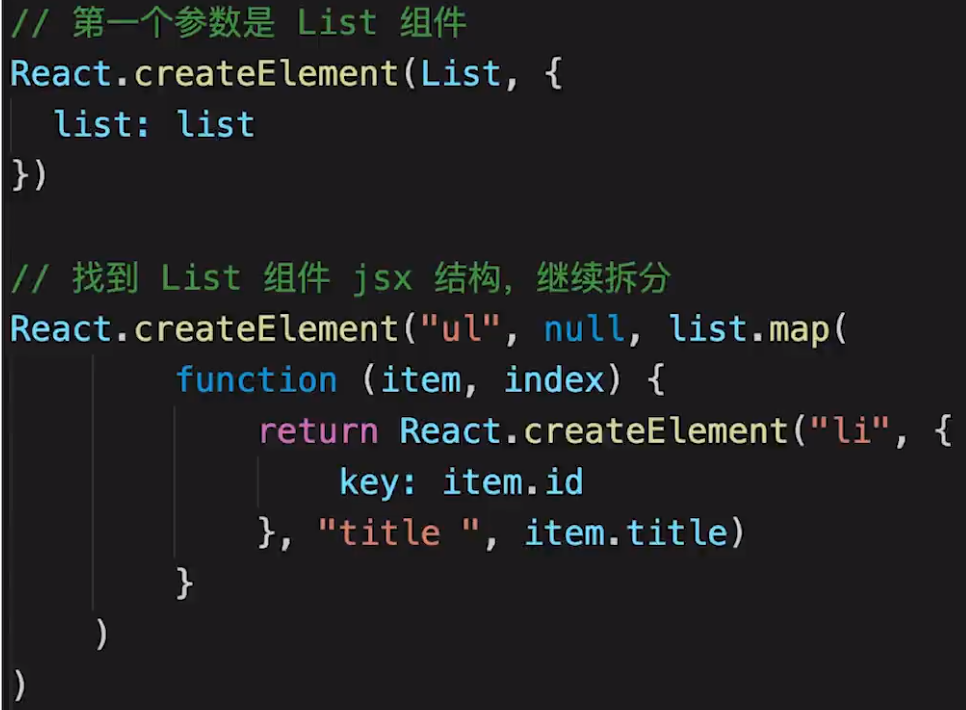 // 第一个参数是 List 组件
React.createElement(List, {
  list: list
})

// 找到 List 组件 jsx 结构，继续拆分
React.createElement("ul", null, list.map(
        function (item, index) {
            return React.createElement("li", {
                key: item.id
            }, "title ", item.title)
        }
    )
)